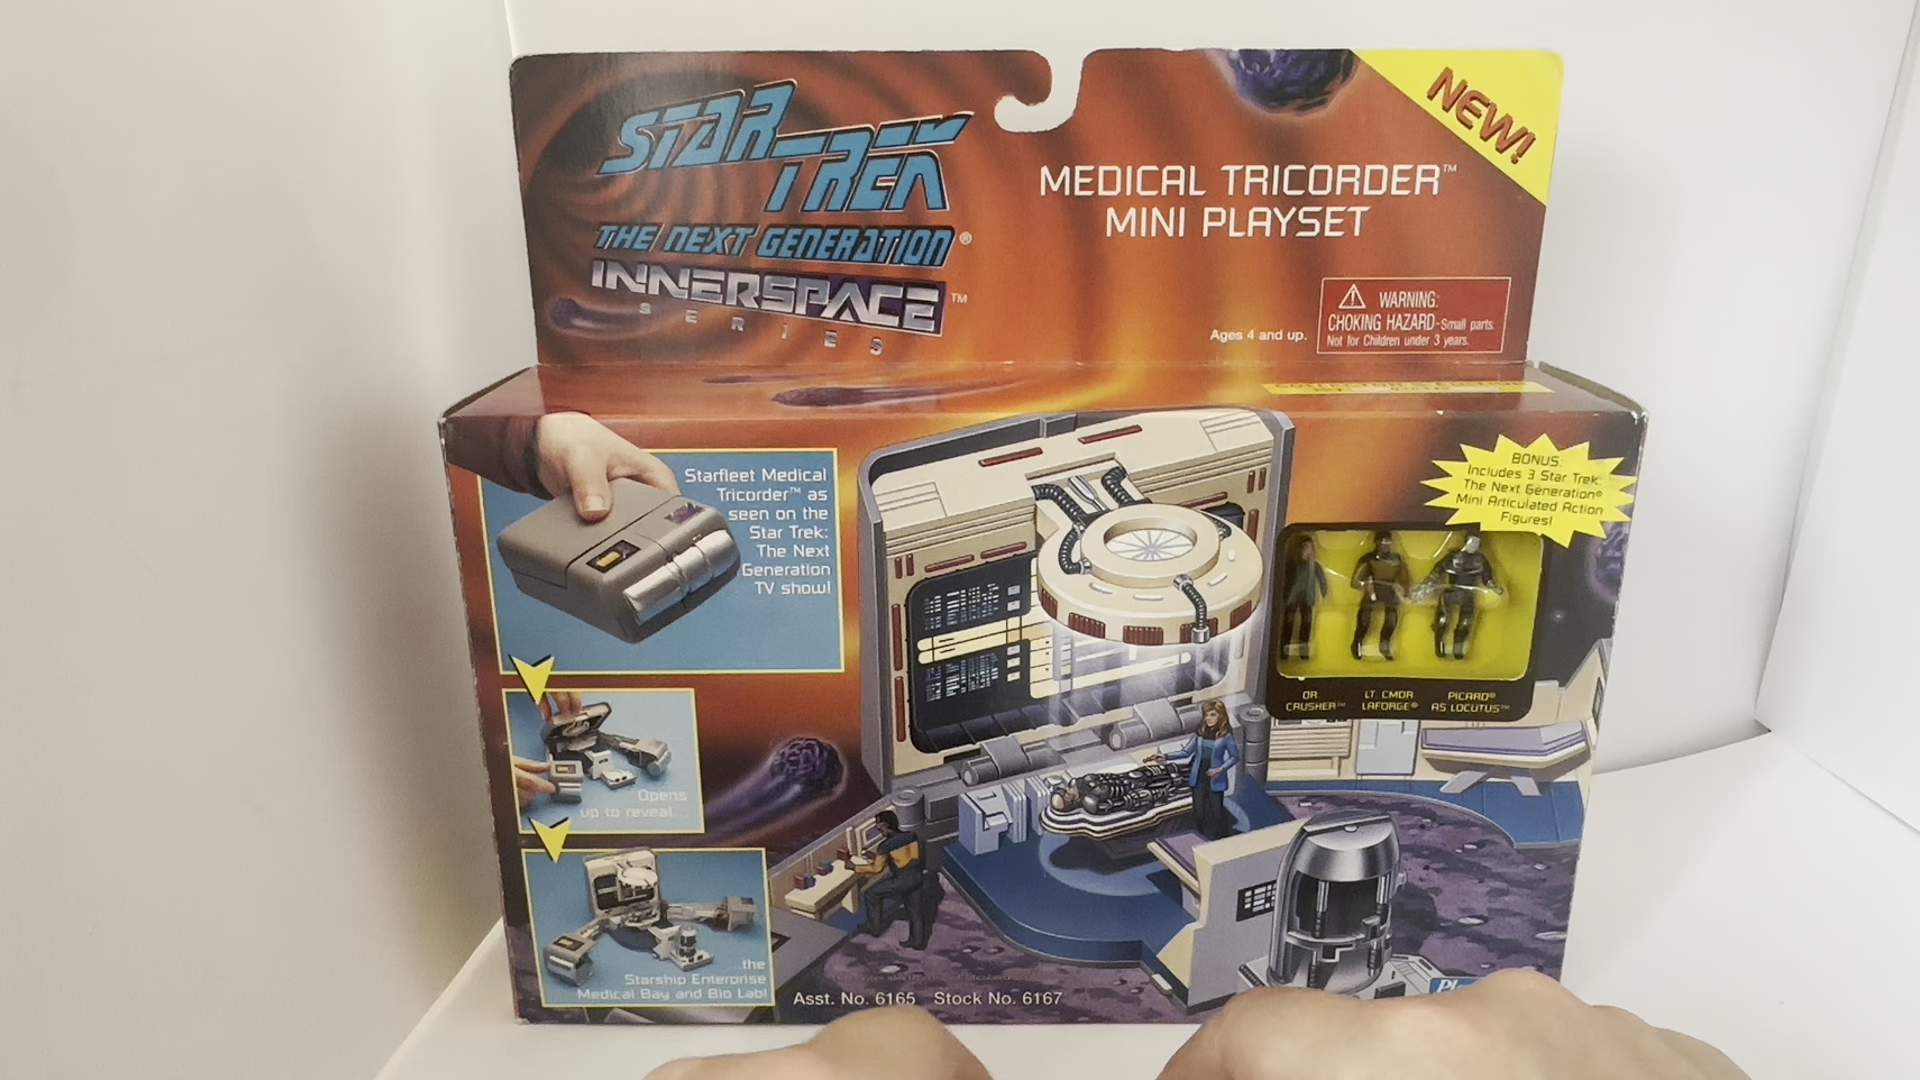 STAR
TREK
THE NEXT GENERATION®
INNERSPACE™
SERIES
NEW!
MEDICAL TRICORDER™
MINI PLAYSET
Ages 4 and up.
WARNING:
CHOKING HAZARD-Small parts.
Not for Children under 3 years.
Starfleet Medical
Tricorder™ as
seen on the
Star Trek:
The Next
Generation
TV show!
BONUS:
Includes 3 Star Trek:
The Next Generation®
Mini Articulated Action
Figures!
DR
CRUSHER™
LT. CMDR
LAFORGE®
PICARD®
AS LOCUTUS™
Opens
up to reveal...
...the
Starship Enterprise
Medical Bay and Bio Lab!
Asst. No. 6165 Stock No. 6167